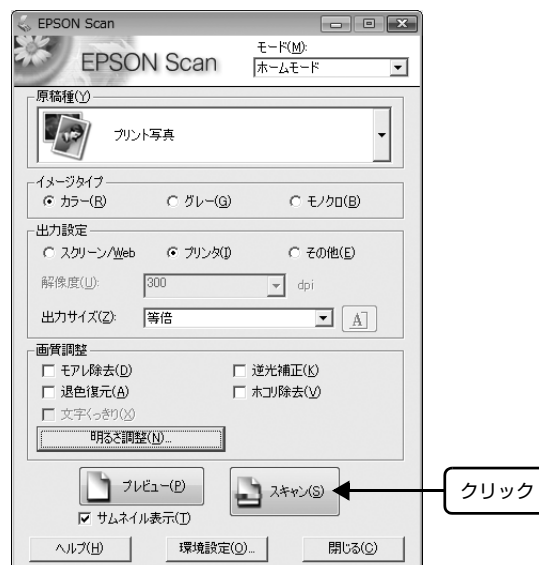 EPSON Scan
EPSON Scan
モード(M):
ホームモード
原稿種(Y)
プリント写真
イメージタイプ
カラー(R) グレー(G) モノクロ(B)
出力設定
スクリーン/Web プリンタ(I) その他(E)
解像度(U): 300 dpi
出力サイズ(Z): 等倍 A
画質調整
モアレ除去(D) 逆光補正(K)
退色復元(A) ホコリ除去(V)
文字くっきり(X)
明るさ調整(N)...
プレビュー(P) スキャン(S) クリック
サムネイル表示(T)
ヘルプ(H) 環境設定(O)... 閉じる(C)